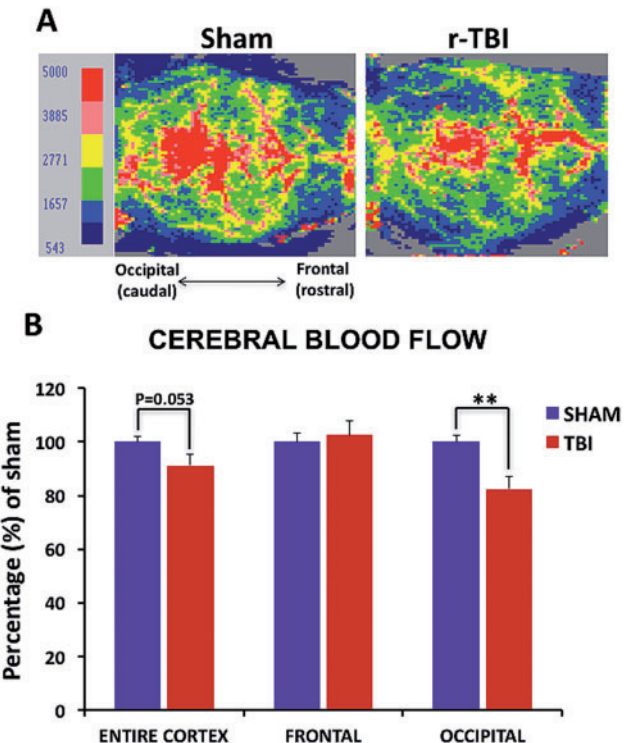 A
Sham
r-TBI
5000
3885
2771
1657
543
Occipital
(caudal)
Frontal
(rostral)
B
CEREBRAL BLOOD FLOW
Percentage (%) of sham
120
100
80
60
40
20
0
P=0.053
**
SHAM
TBI
ENTIRE CORTEX
FRONTAL
OCCIPITAL